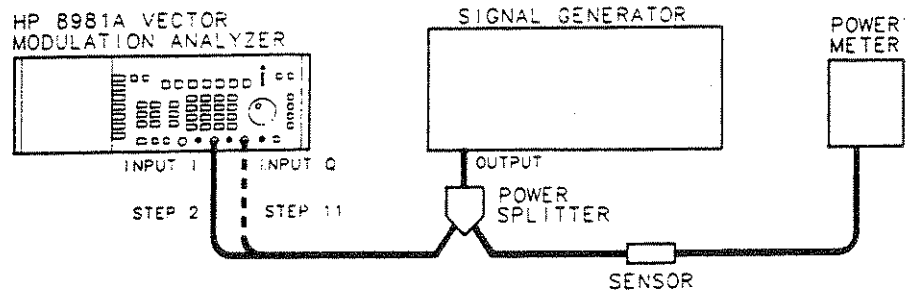 HP 8981A VECTOR
MODULATION ANALYZER
SIGNAL GENERATOR
POWER
METER
INPUT I
INPUT Q
OUTPUT
STEP 2
STEP 11
POWER
SPLITTER
SENSOR